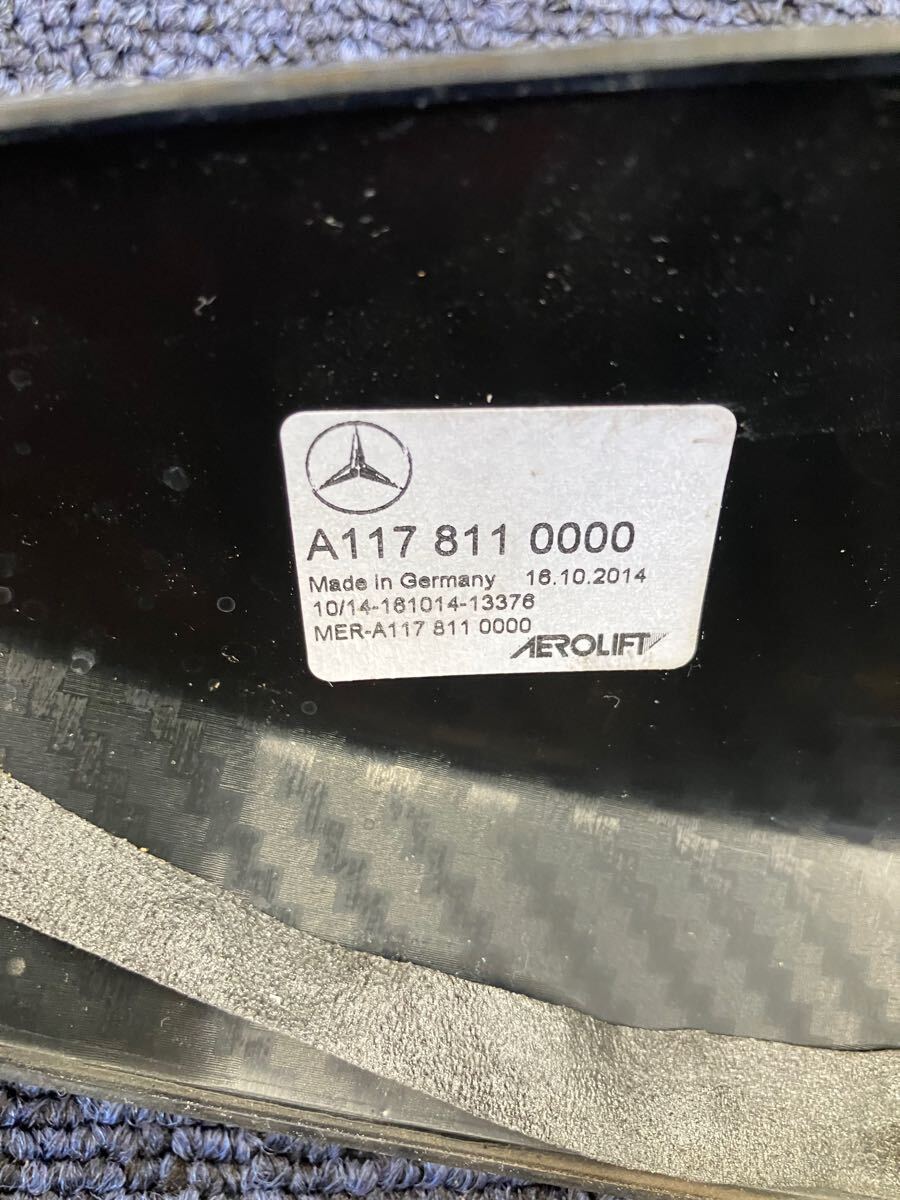 A117 811 0000
Made in Germany 16.10.2014
10/14-161014-13376
MER-A117 811 0000
AEROLIFT